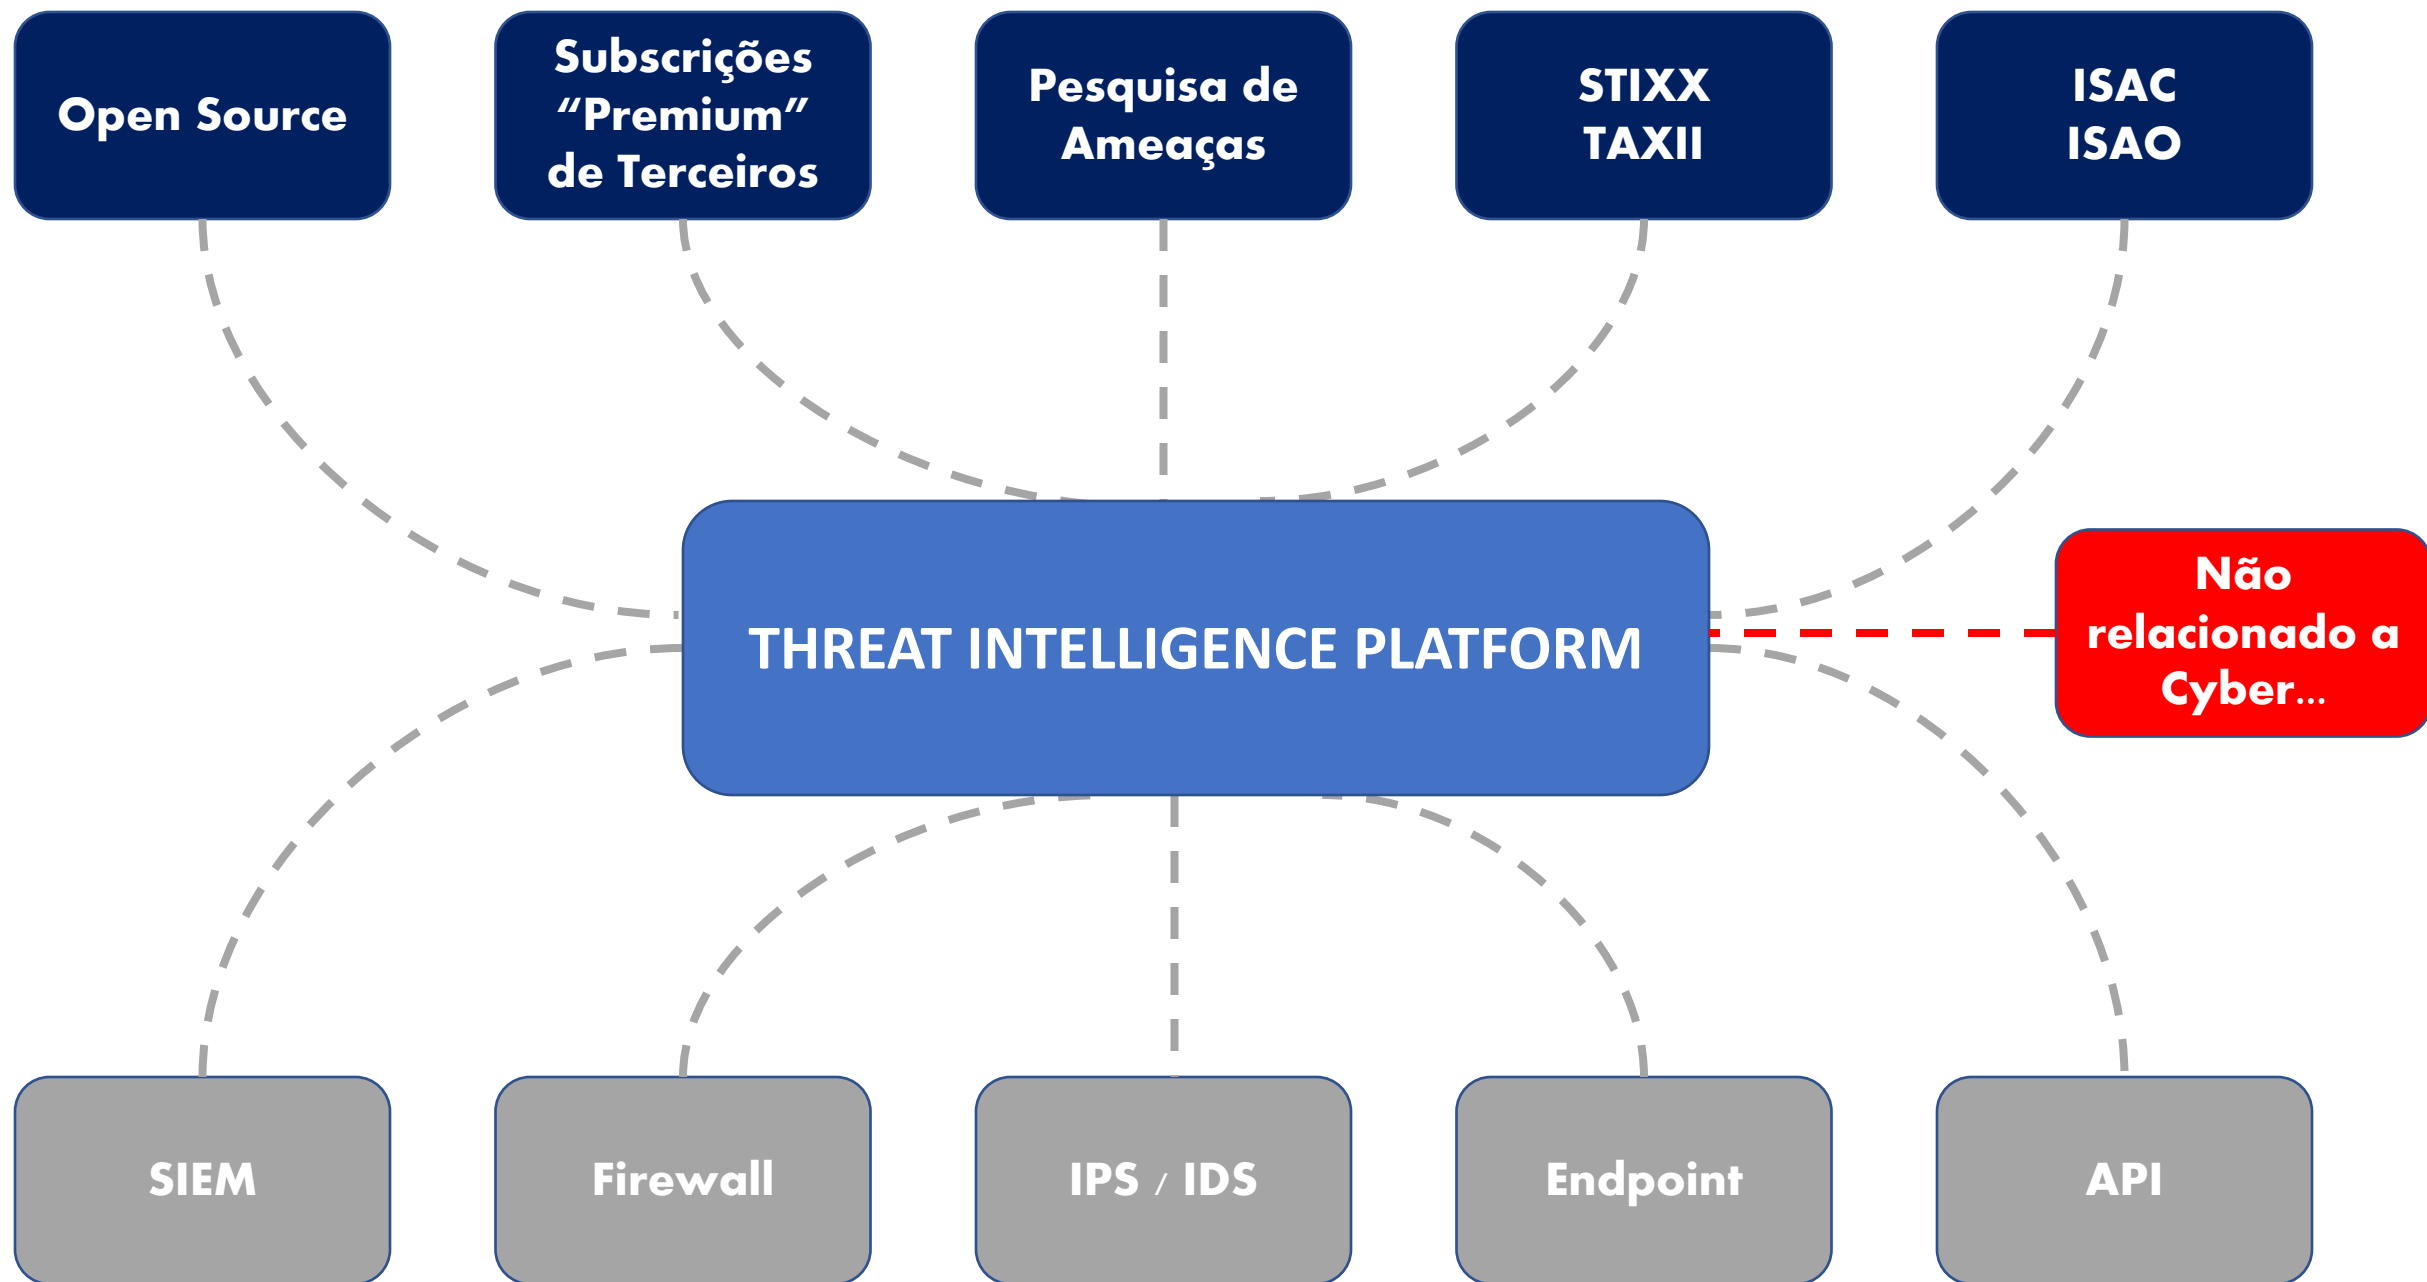 Open Source
Subscrições
“Premium”
de Terceiros
Pesquisa de
Ameaças
STIXX
TAXII
ISAC
ISAO
THREAT INTELLIGENCE PLATFORM
Não
relacionado a
Cyber...
SIEM
Firewall
IPS / IDS
Endpoint
API